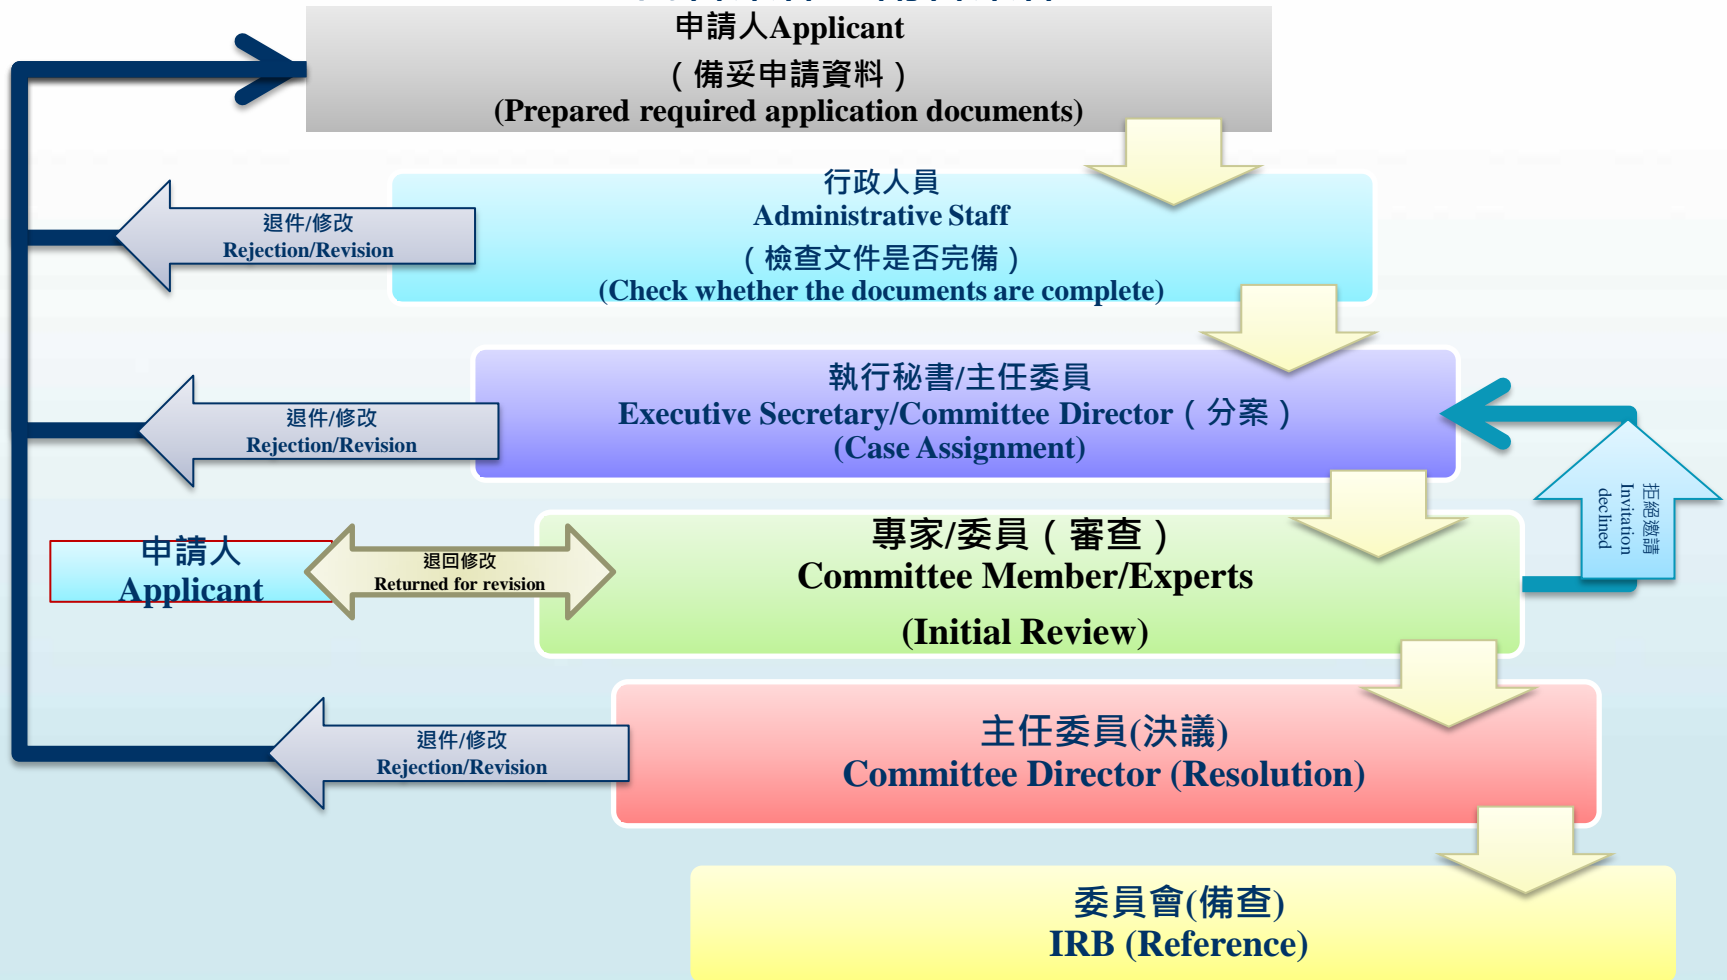 申請人Applicant
（備妥申請資料）
(Prepared required application documents)
行政人員
Administrative Staff
（檢查文件是否完備）
(Check whether the documents are complete)
退件/修改
Rejection/Revision
執行秘書/主任委員
Executive Secretary/Committee Director（分案）
(Case Assignment)
退件/修改
Rejection/Revision
拒絕邀請
Invitation
declined
申請人
Applicant
退回修改
Returned for revision
專家/委員（審查）
Committee Member/Experts
(Initial Review)
退件/修改
Rejection/Revision
主任委員(決議)
Committee Director (Resolution)
委員會(備查)
IRB (Reference)